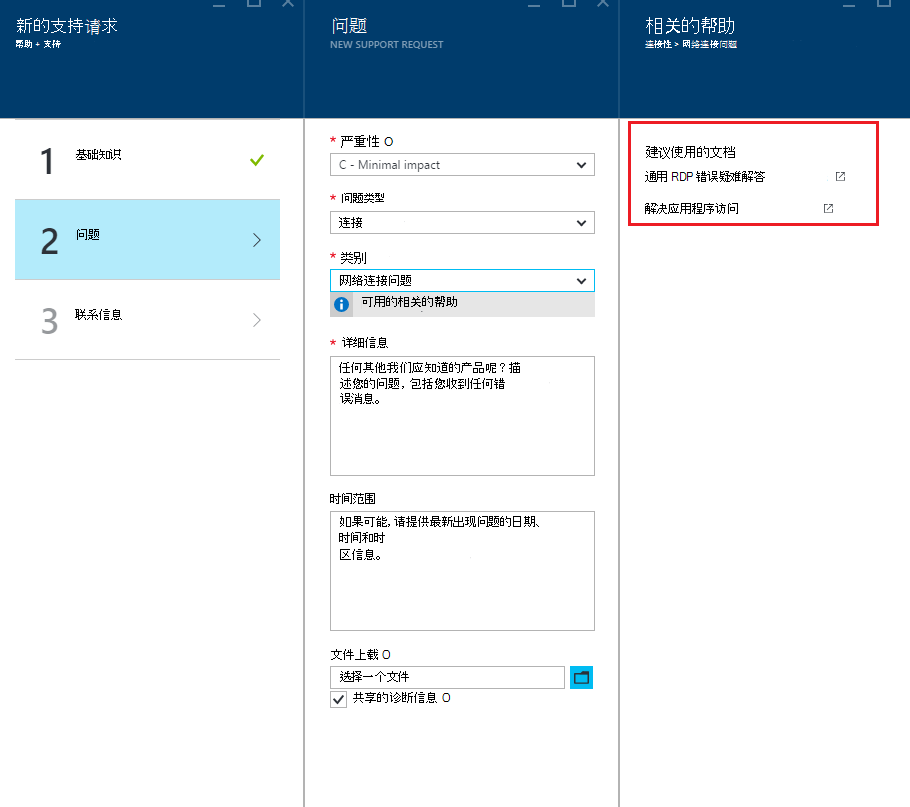 新的支持请求
帮助 + 支持
1
基础知识
2
问题
3
联系信息
问题
NEW SUPPORT REQUEST
* 严重性 O
C - Minimal impact
* 问题类型
连接
* 类别
网络连接问题
可用的相关的帮助
* 详细信息
任何其他我们应知道的产品呢？描
述您的问题，包括您收到任何错
误消息。
时间范围
如果可能, 请提供最新出现问题的日期、
时间和时
区信息。
文件上载 O
选择一个文件
共享的诊断信息 O
相关的帮助
连接性 > 网络连接问题
建议使用的文档
通用 RDP 错误疑难解答
解决应用程序访问